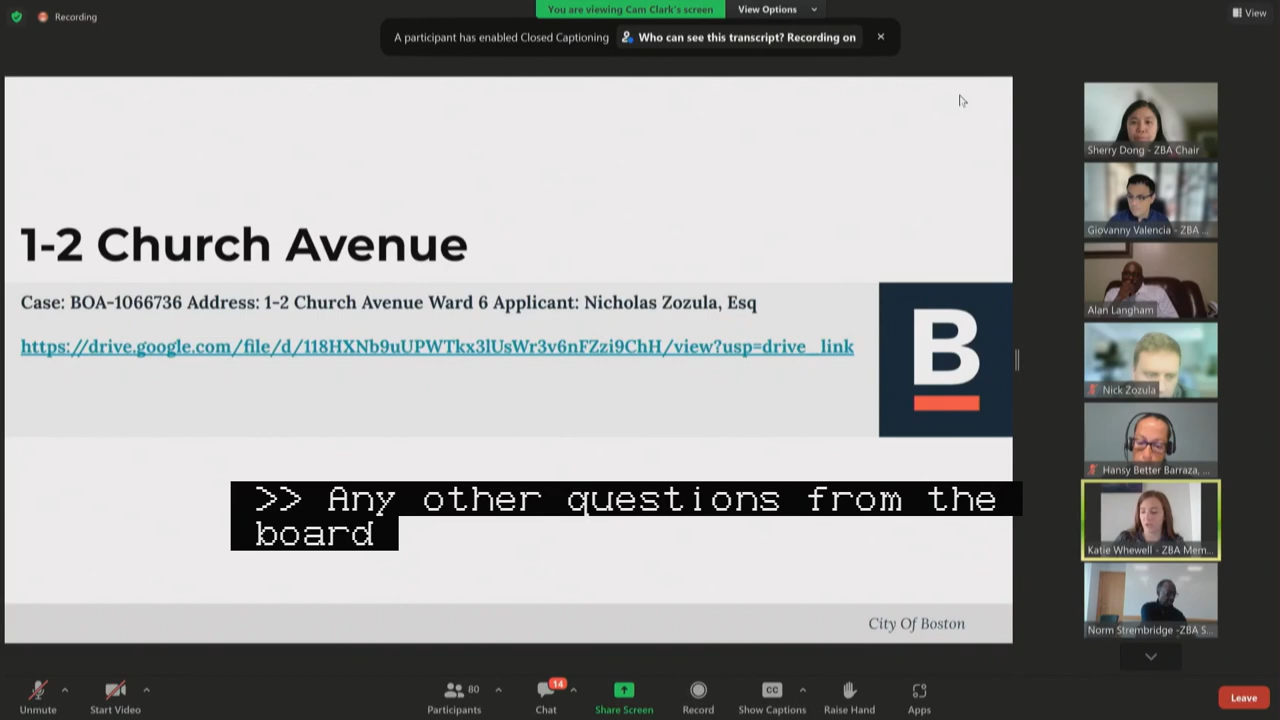 Recording
You are viewing Cam Clark's screen
View Options
View
A participant has enabled Closed Captioning
Who can see this transcript? Recording on
1-2 Church Avenue
Case: BOA-1066736 Address: 1-2 Church Avenue Ward 6 Applicant: Nicholas Zozula, Esq
https://drive.google.com/file/d/118HXNb9uUPWTkx3lUsWr3v6nFZzi9ChH/view?usp=drive_link
B
>> Any other questions from the
board
City Of Boston
Sherry Dong - ZBA Chair
Giovanny Valencia - ZBA ...
Alan Langham
Nick Zozula
Hansy Better Barraza, ...
Katie Whewell - ZBA Mem...
Norm Strembridge -ZBA S...
Unmute
Start Video
Participants
80
Chat
14
Share Screen
Record
CC
Show Captions
Raise Hand
Apps
Leave